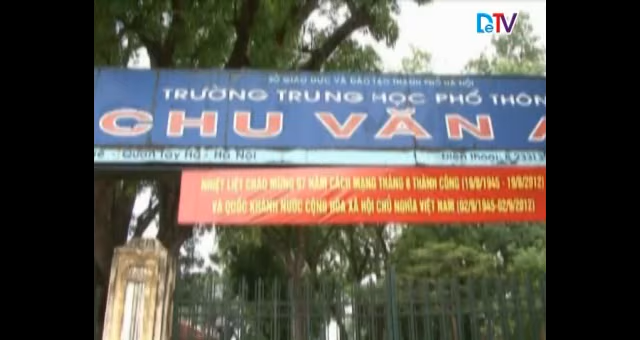 DeTV
SỞ GIÁO DỤC VÀ ĐÀO TẠO THÀNH PHỐ HÀ NỘI
TRƯỜNG TRUNG HỌC PHỔ THÔN
CHU VĂN A
Quận Tây Hồ - Hà Nội
Điện thoại:
NHIỆT LIỆT CHÀO MỪNG 67 NĂM CÁCH MẠNG THÁNG 8 THÀNH CÔNG (19/8/1945 - 19/8/2012)
VÀ QUỐC KHÁNH NƯỚC CỘNG HÒA XÃ HỘI CHỦ NGHĨA VIỆT NAM (02/9/1945-02/9/2012)